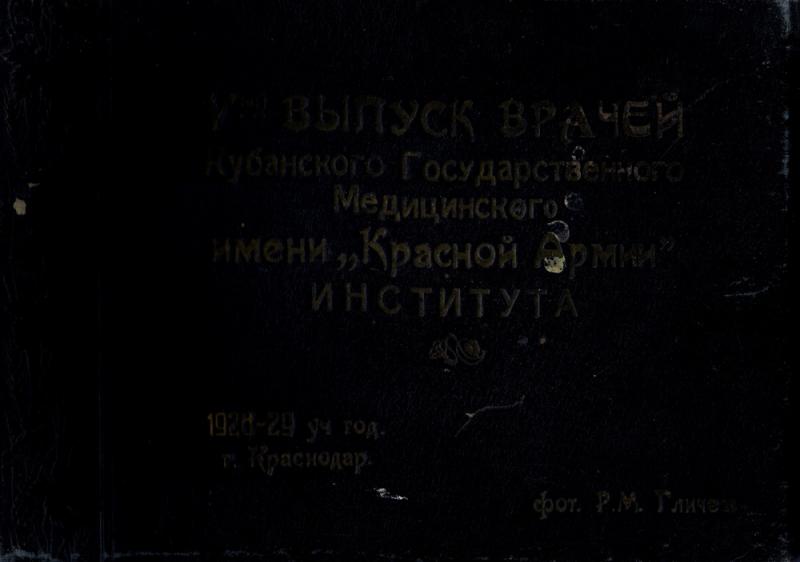 ВЫПУСК ВРАЧЕЙ
Кубанского Государственного
Медицинского
имени „Красной Армии”
ИНСТИТУТА
1928-29 уч год.
г. Краснодар.
фот. Р.М. Гличев